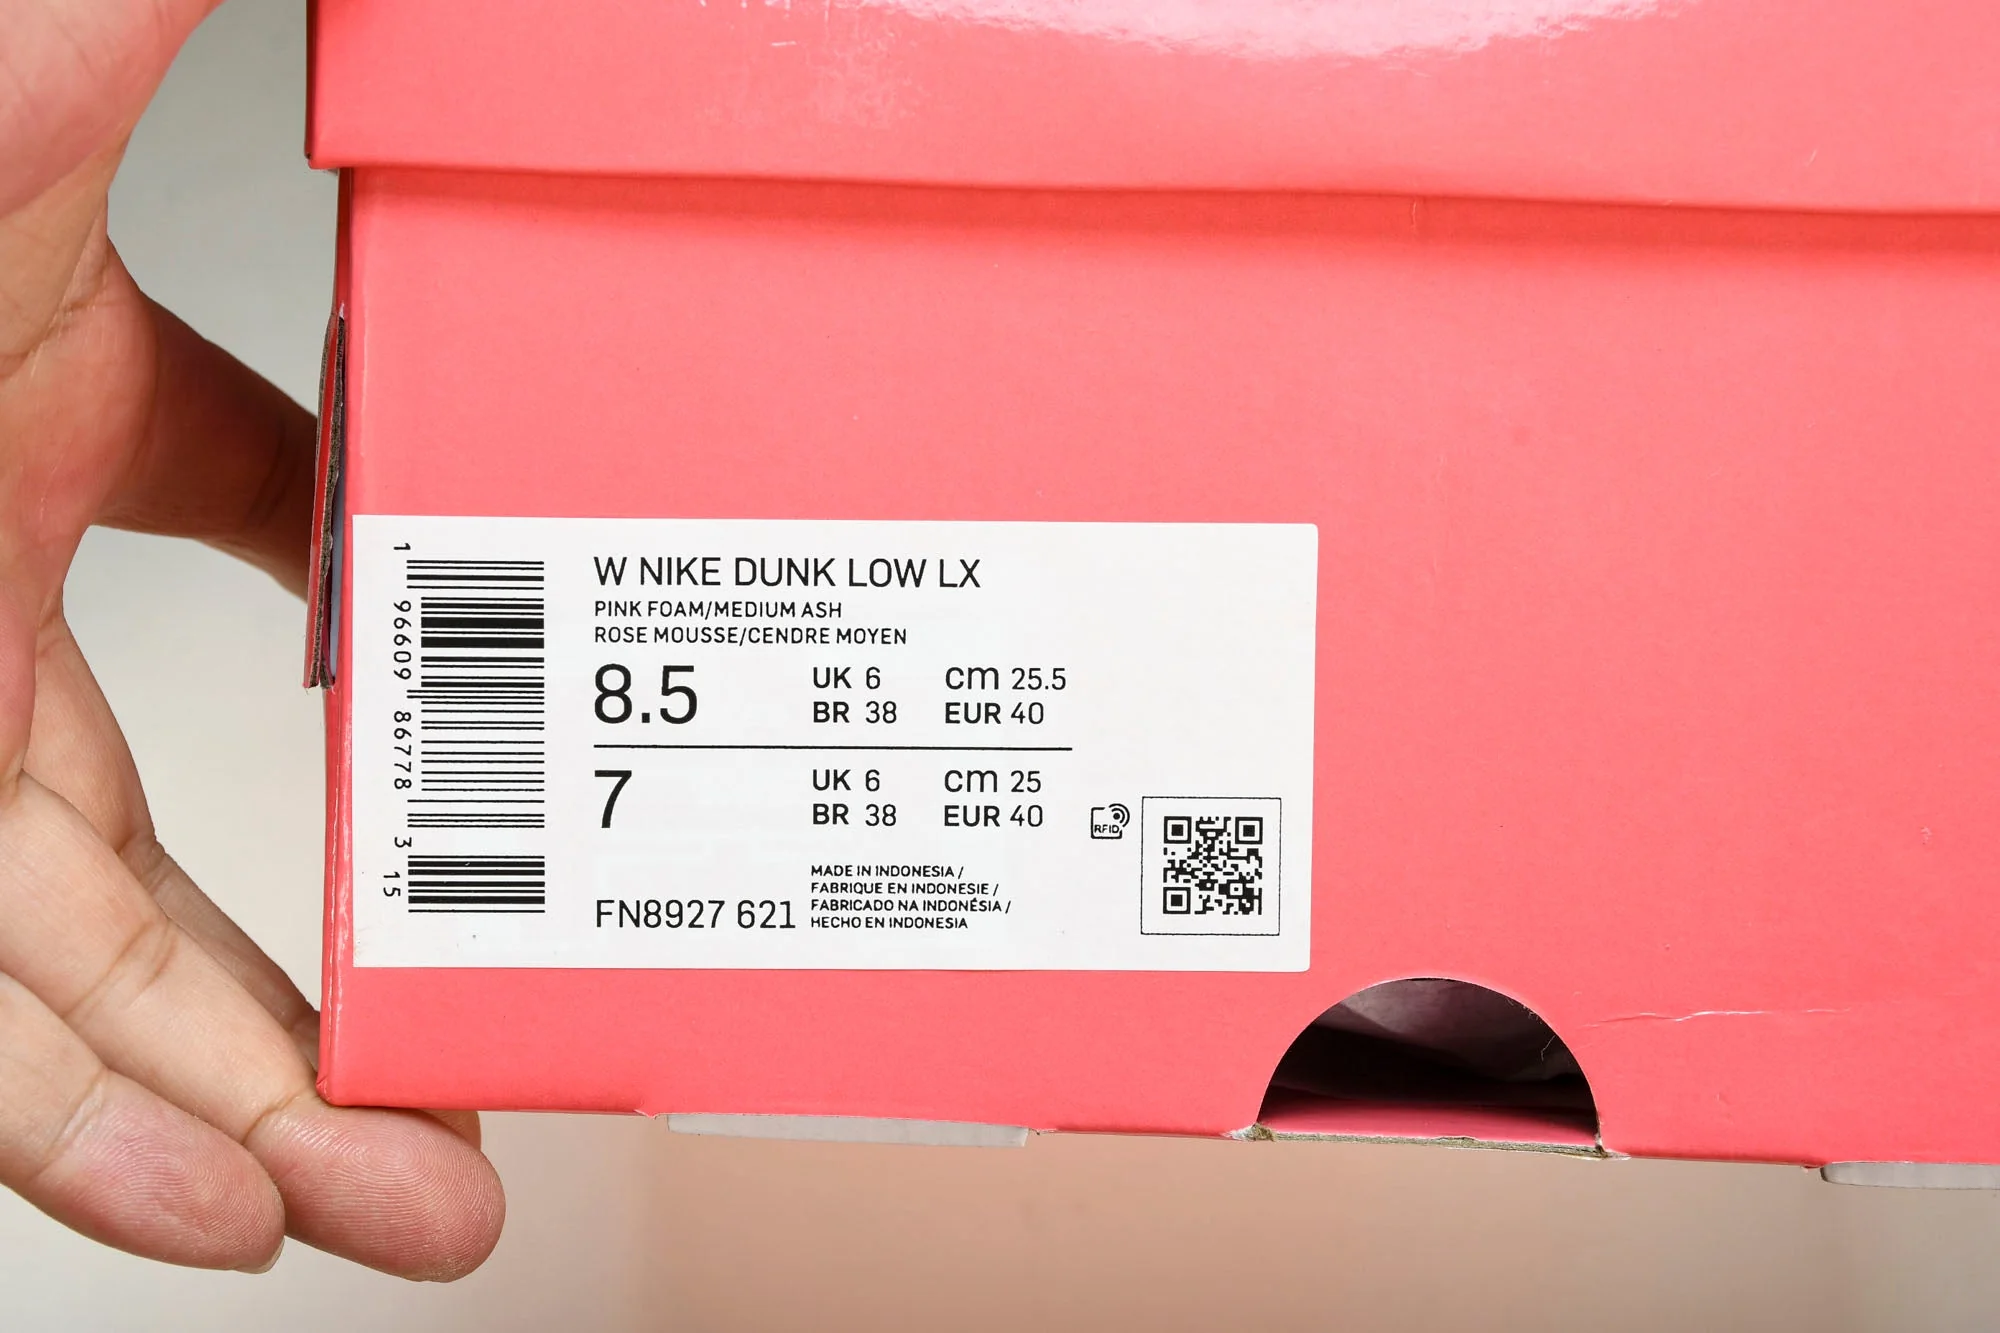 1 96609 86778 3 15
W NIKE DUNK LOW LX
PINK FOAM/MEDIUM ASH
ROSE MOUSSE/CENDRE MOYEN
8.5 UK 6 cm 25.5
BR 38 EUR 40
7 UK 6 cm 25
BR 38 EUR 40
RFID
MADE IN INDONESIA /
FABRIQUE EN INDONESIE /
FABRICADO NA INDONÉSIA /
HECHO EN INDONESIA
FN8927 621